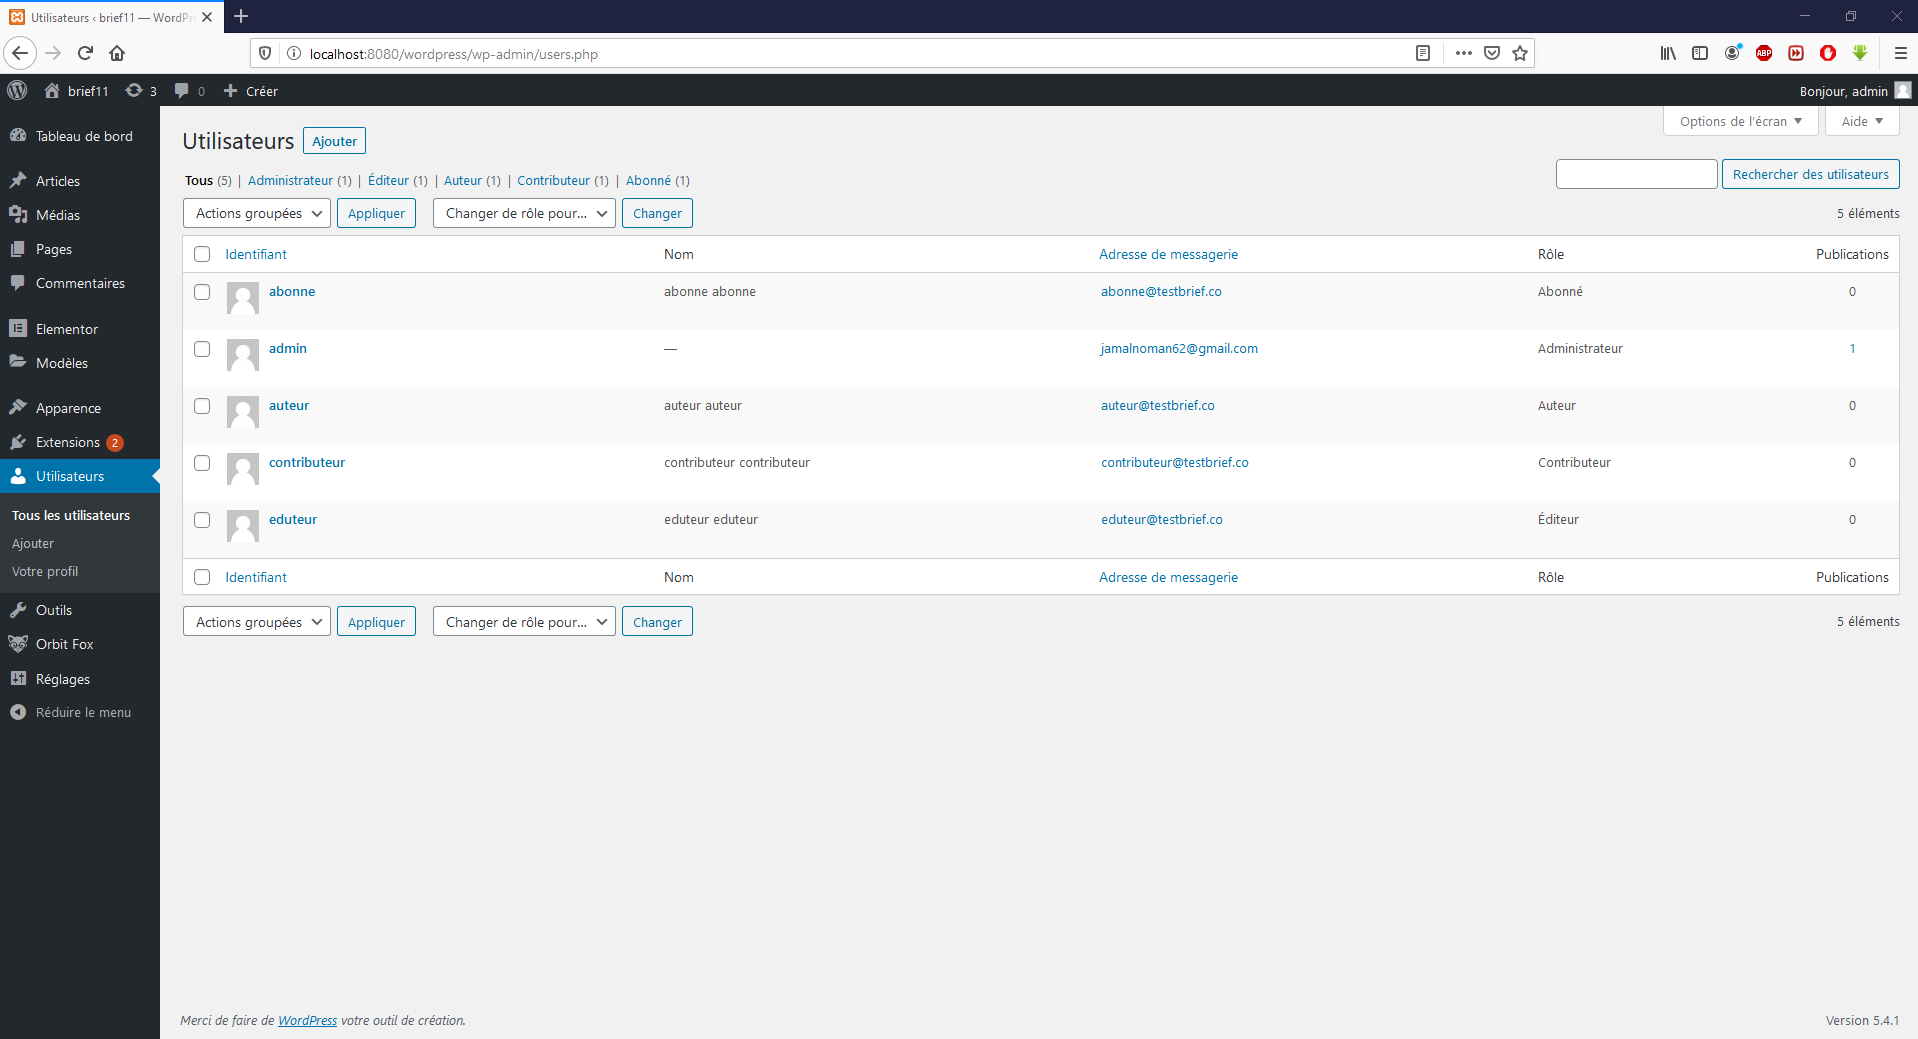 Utilisateurs ‹ brief11 — WordPr
localhost:8080/wordpress/wp-admin/users.php
ABP
brief11 3 0 Créer Bonjour, admin
Tableau de bord
Articles
Médias
Pages
Commentaires
Elementor
Modèles
Apparence
Extensions 2
Utilisateurs
Tous les utilisateurs
Ajouter
Votre profil
Outils
Orbit Fox
Réglages
Réduire le menu
Options de l'écran Aide
Utilisateurs Ajouter
Tous (5) | Administrateur (1) | Éditeur (1) | Auteur (1) | Contributeur (1) | Abonné (1)
Rechercher des utilisateurs
Actions groupées Appliquer Changer de rôle pour... Changer 5 éléments
Identifiant Nom Adresse de messagerie Rôle Publications
abonne abonne abonne abonne@testbrief.co Abonné 0
admin — jamalnoman62@gmail.com Administrateur 1
auteur auteur auteur auteur@testbrief.co Auteur 0
contributeur contributeur contributeur contributeur@testbrief.co Contributeur 0
eduteur eduteur eduteur eduteur@testbrief.co Éditeur 0
Identifiant Nom Adresse de messagerie Rôle Publications
Actions groupées Appliquer Changer de rôle pour... Changer 5 éléments
Merci de faire de WordPress votre outil de création. Version 5.4.1